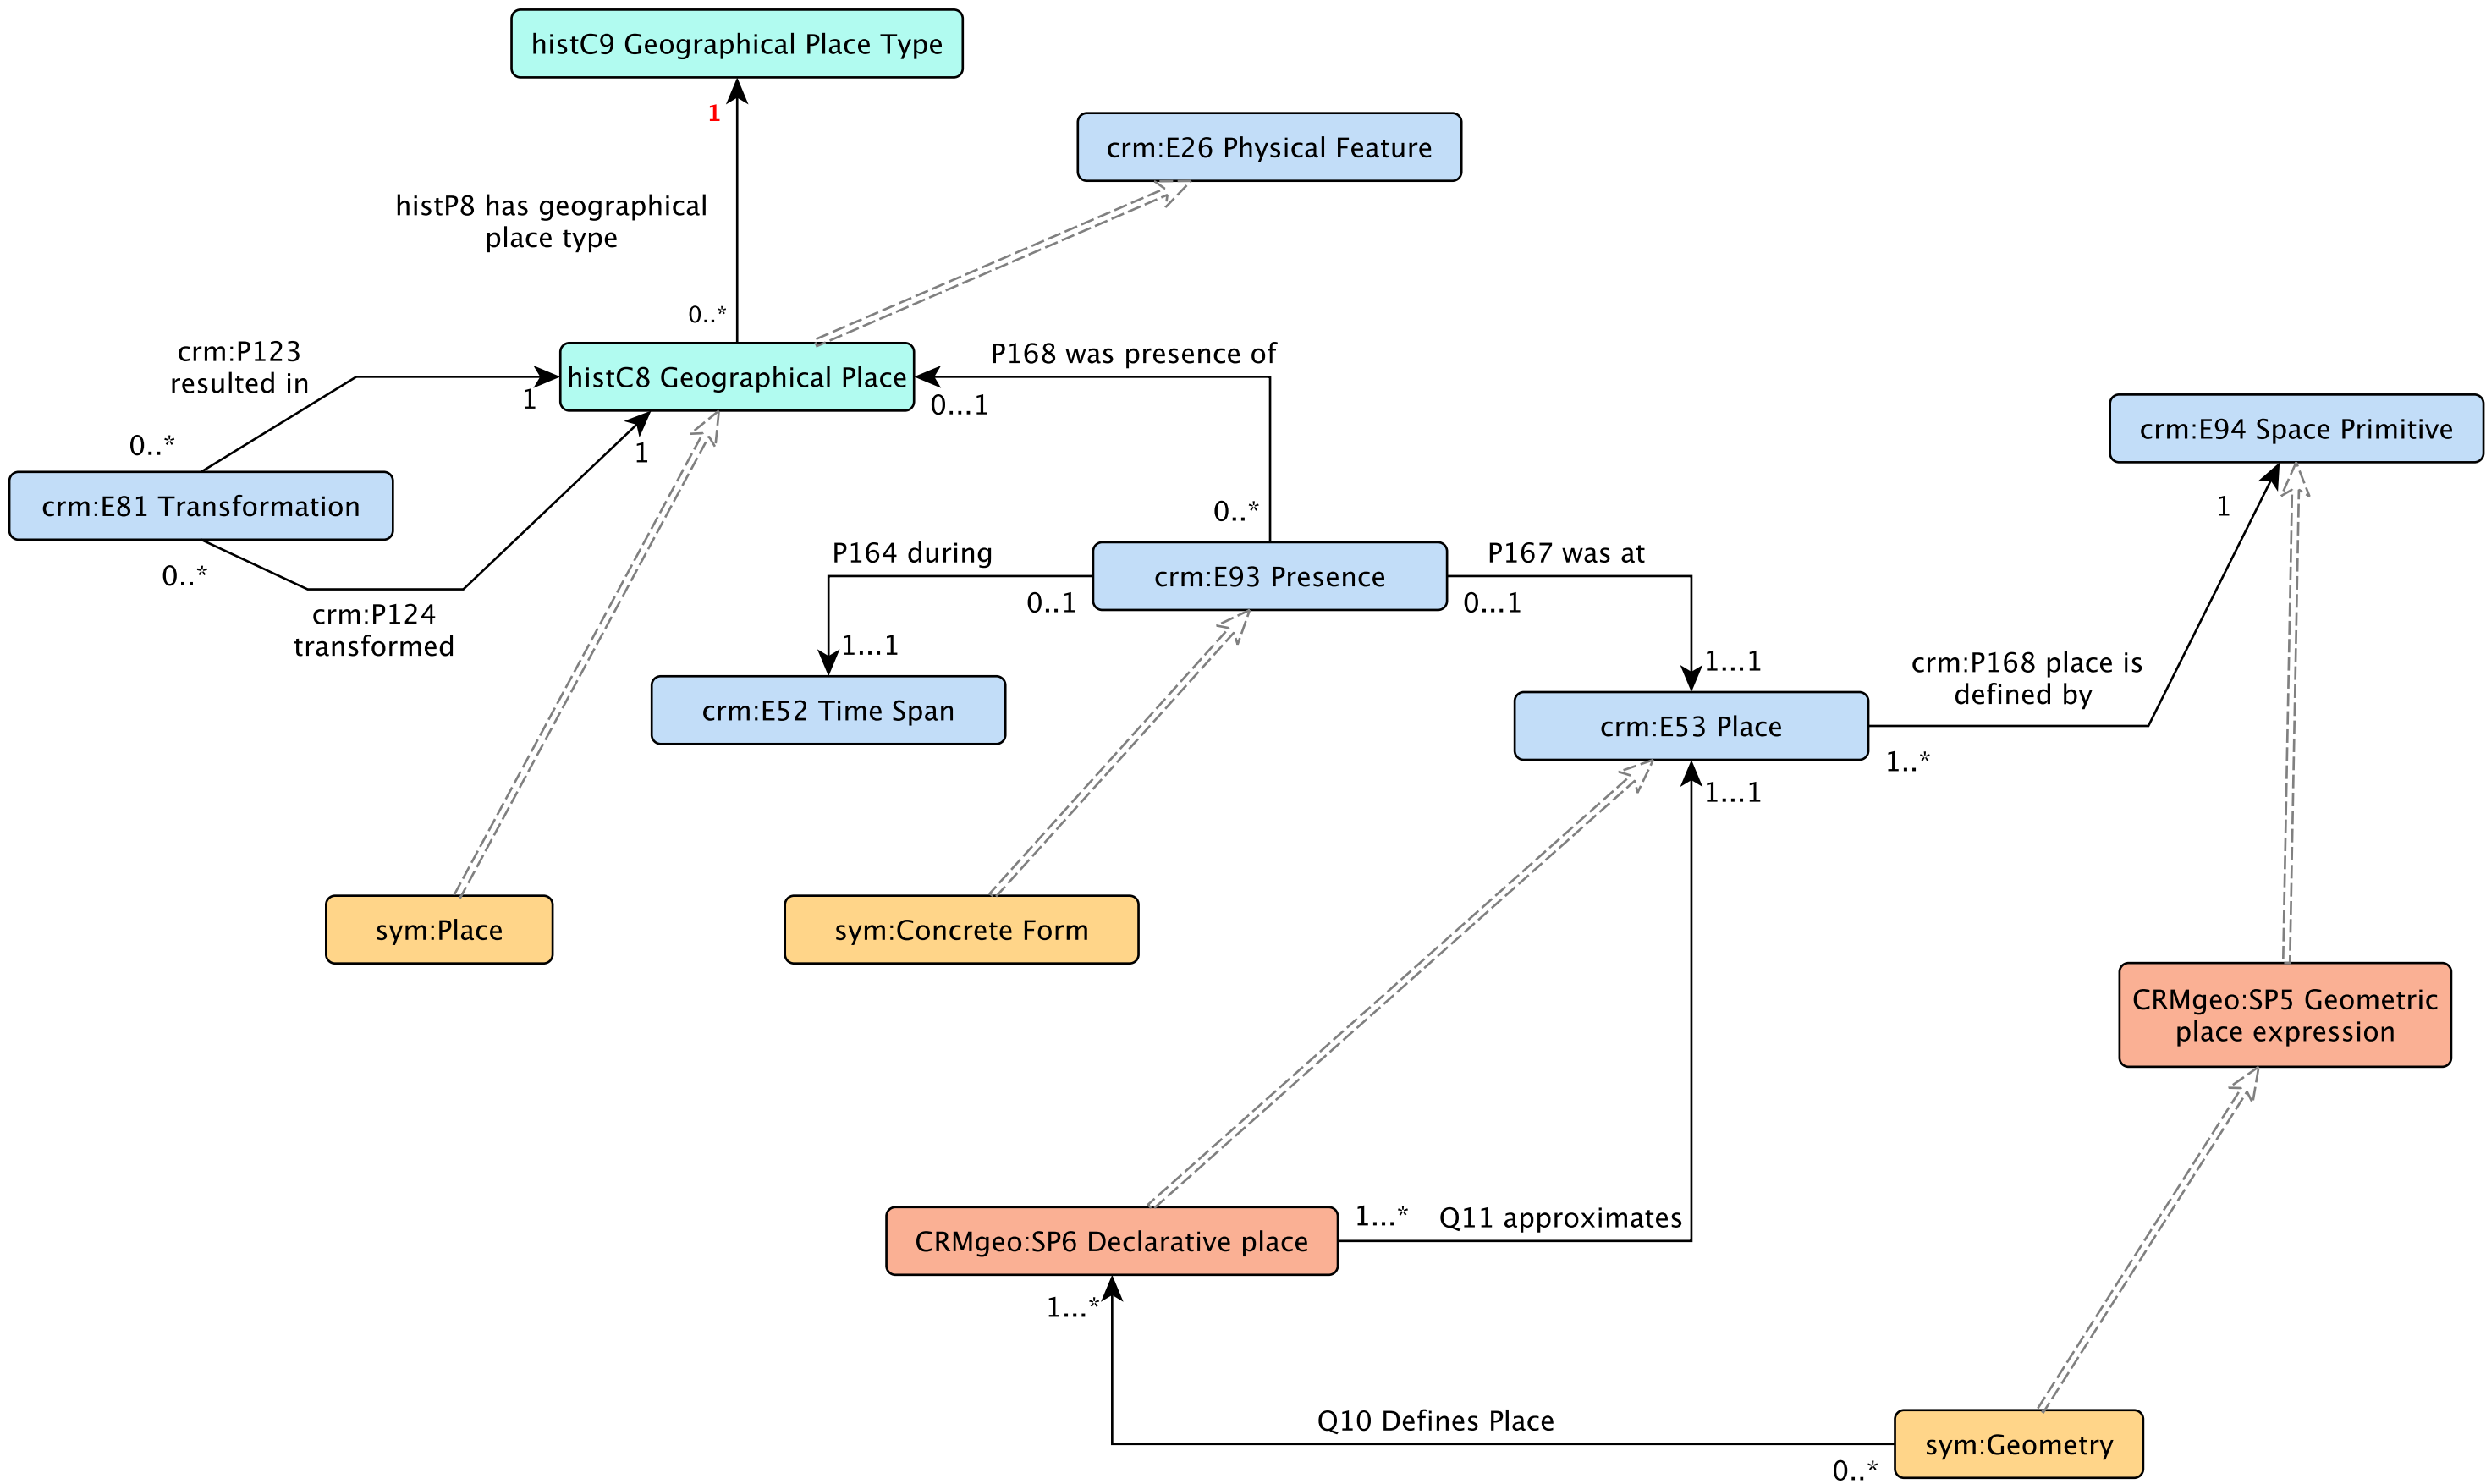 histC9 Geographical Place Type
1
crm:E26 Physical Feature
histP8 has geographical
place type
0..*
crm:P123
resulted in
P168 was presence of
histC8 Geographical Place
1
0...1
0..*
1
crm:E94 Space Primitive
crm:E81 Transformation
1
0..*
P164 during
P167 was at
crm:E93 Presence
0..*
0..1
0...1
crm:P124
transformed
1...1
1...1
crm:P168 place is
defined by
crm:E52 Time Span
crm:E53 Place
1..*
1...1
sym:Place
sym:Concrete Form
CRMgeo:SP5 Geometric
place expression
1...*
Q11 approximates
CRMgeo:SP6 Declarative place
1...*
Q10 Defines Place
sym:Geometry
0..*